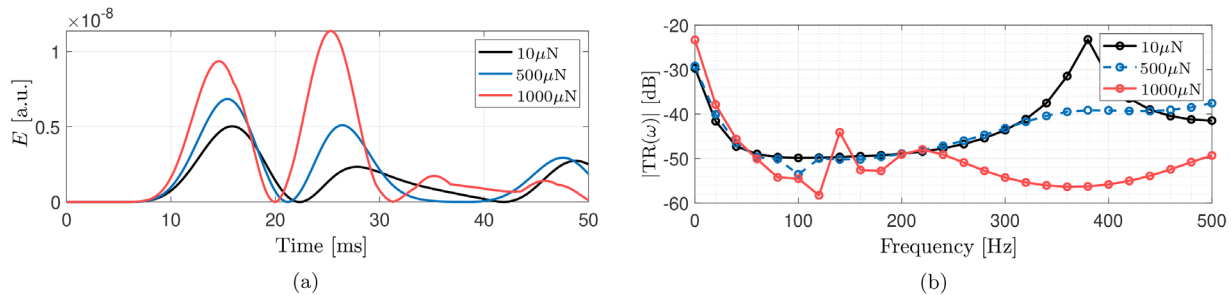 ×10⁻⁸
1
0.5
0
E [a.u.]
0 10 20 30 40 50
Time [ms]
10μN
500μN
1000μN
(a)
-20
-30
-40
-50
-60
|TR(ω)| [dB]
0 100 200 300 400 500
Frequency [Hz]
10μN
500μN
1000μN
(b)